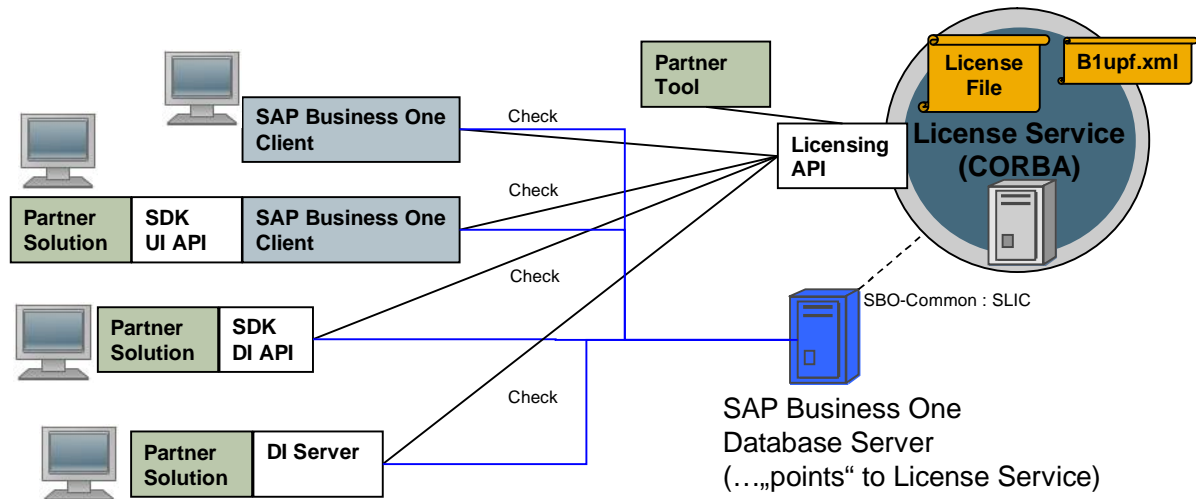 License
File
B1upf.xml
Partner
Tool
SAP Business One
Client
Check
Licensing
API
License Service
(CORBA)
Check
Partner
Solution
SDK
UI API
SAP Business One
Client
Check
SBO-Common : SLIC
Partner
Solution
SDK
DI API
Check
SAP Business One
Database Server
(…„points“ to License Service)
Partner
Solution
DI Server